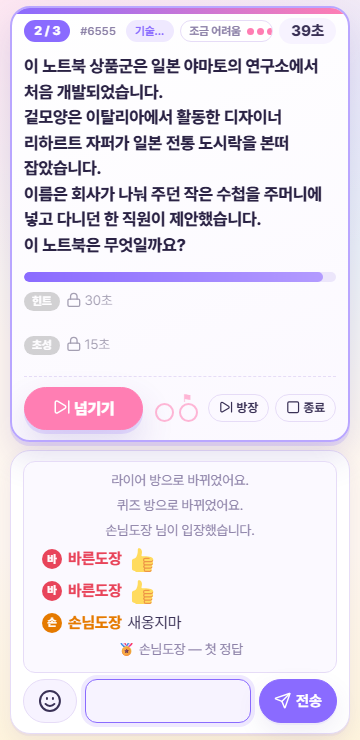 2 / 3 #6555 기술... 조금 어려움 39초
이 노트북 상품군은 일본 야마토의 연구소에서
처음 개발되었습니다.
겉모양은 이탈리아에서 활동한 디자이너
리하르트 자퍼가 일본 전통 도시락을 본떠
잡았습니다.
이름은 회사가 나눠 주던 작은 수첩을 주머니에
넣고 다니던 한 직원이 제안했습니다.
이 노트북은 무엇일까요?
힌트 30초
초성 15초
넘기기 방장 종료
라이어 방으로 바뀌었어요.
퀴즈 방으로 바뀌었어요.
손님도장 님이 입장했습니다.
바 바른도장 👍
바 바른도장 👍
손 손님도장 새옹지마
🏅 손님도장 — 첫 정답
전송